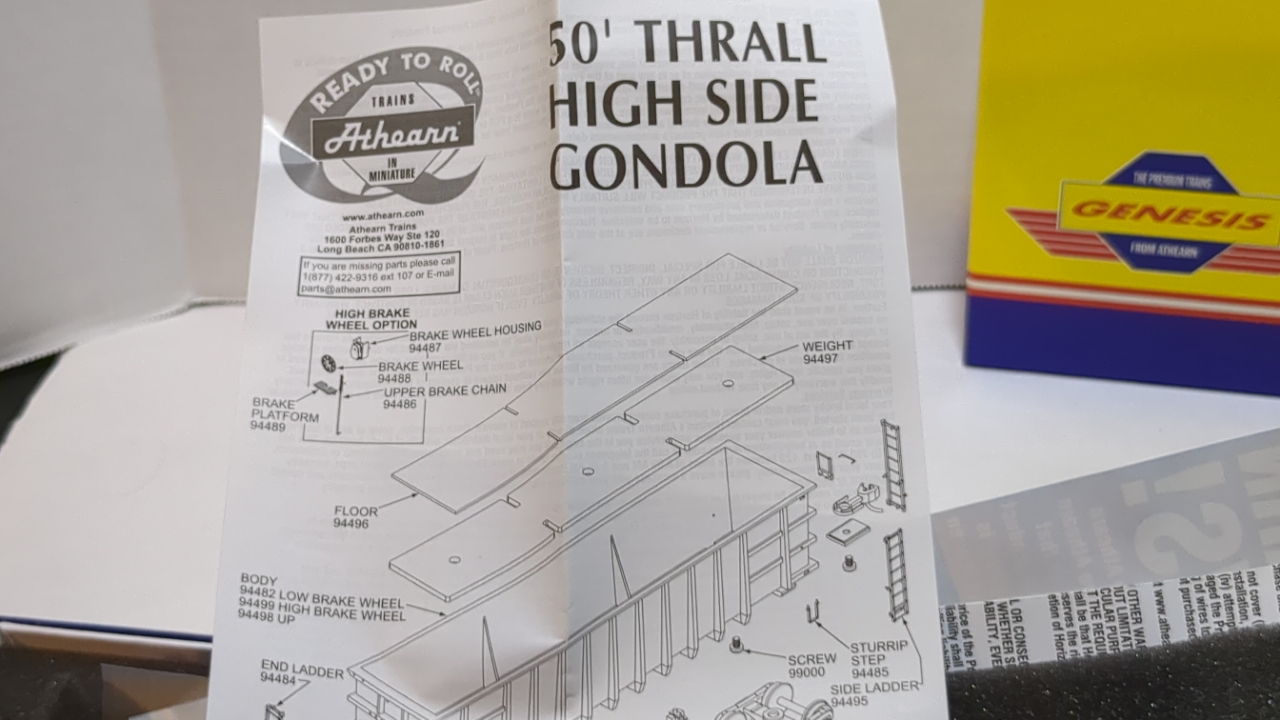 READY TO ROLL
TRAINS
Athearn
IN
MINIATURE
50' THRALL
HIGH SIDE
GONDOLA
www.athearn.com
Athearn Trains
1600 Forbes Way Ste 120
Long Beach CA 90810-1861
If you are missing parts please call
1(877) 422-9316 ext 107 or E-mail
parts@athearn.com
HIGH BRAKE
WHEEL OPTION
BRAKE WHEEL HOUSING
94487
BRAKE WHEEL
94488
UPPER BRAKE CHAIN
94486
BRAKE
PLATFORM
94489
WEIGHT
94497
FLOOR
94496
BODY
94482 LOW BRAKE WHEEL
94499 HIGH BRAKE WHEEL
94498 UP
END LADDER
94484
SCREW
99000
STURRIP
STEP
94485
SIDE LADDER
94495
THE PREMIUM TRAINS
GENESIS
FROM ATHEARN